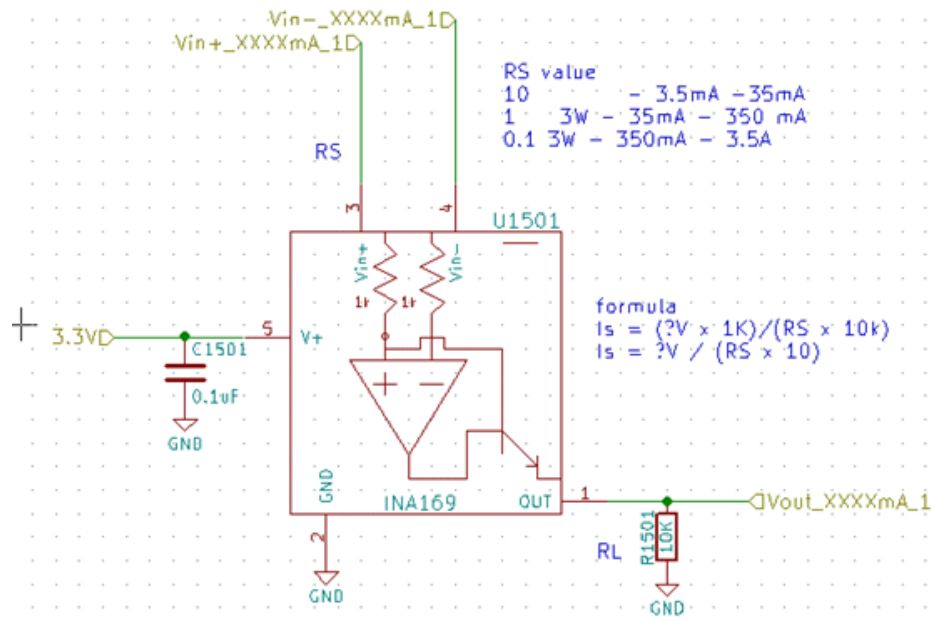 Vin-_XXXXmA_1
Vin+_XXXXmA_1
RS value
10 - 3.5mA -35mA
1 3W - 35mA - 350 mA
0.1 3W - 350mA - 3.5A
RS
3
4
U1501
Vin+
Vin-
1k
1k
formula
Is = (?V x 1K)/(RS x 10k)
Is = ?V / (RS x 10)
3.3V
5
V+
C1501
0.1uF
GND
+
-
GND
INA169
OUT
1
Vout_XXXXmA_1
2
RL
R1501
10K
GND
GND